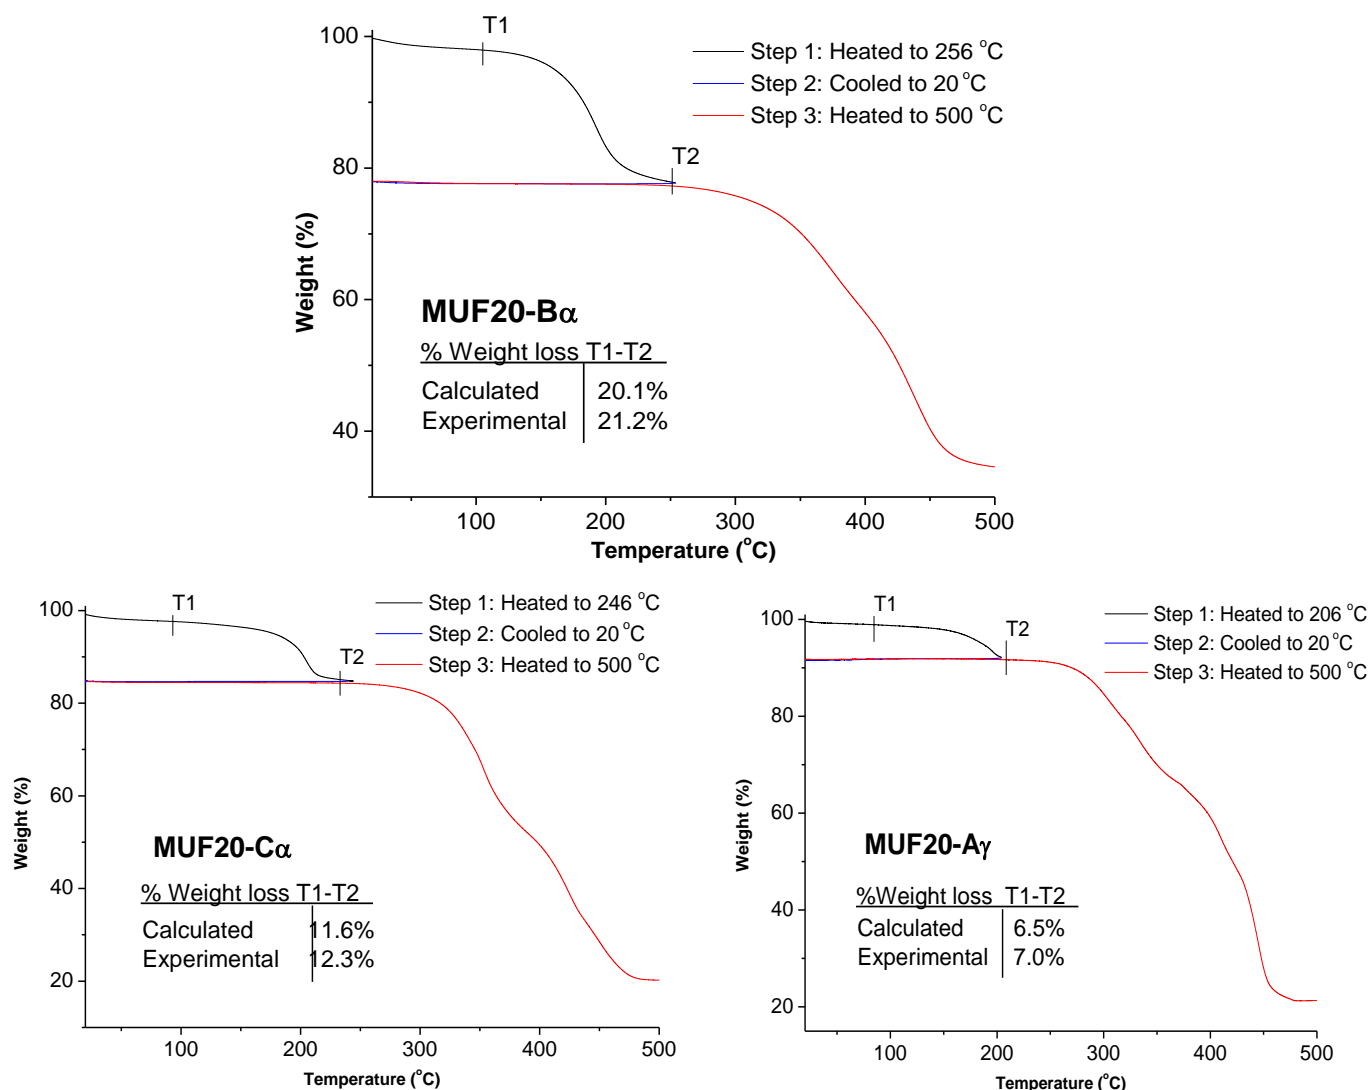 T1
Step 1: Heated to 256 °C
Step 2: Cooled to 20 °C
Step 3: Heated to 500 °C
T2
100
80
60
40
Weight (%)
MUF20-Bα
% Weight loss T1-T2
Calculated 20.1%
Experimental 21.2%
100 200 300 400 500
Temperature (°C)
T1
Step 1: Heated to 246 °C
Step 2: Cooled to 20 °C
Step 3: Heated to 500 °C
T2
100
80
60
40
20
Weight (%)
MUF20-Cα
% Weight loss T1-T2
Calculated 11.6%
Experimental 12.3%
100 200 300 400 500
Temperature (°C)
T1
Step 1: Heated to 206 °C
Step 2: Cooled to 20 °C
Step 3: Heated to 500 °C
T2
100
80
60
40
20
Weight (%)
MUF20-Aγ
%Weight loss T1-T2
Calculated 6.5%
Experimental 7.0%
100 200 300 400 500
Temperature (°C)